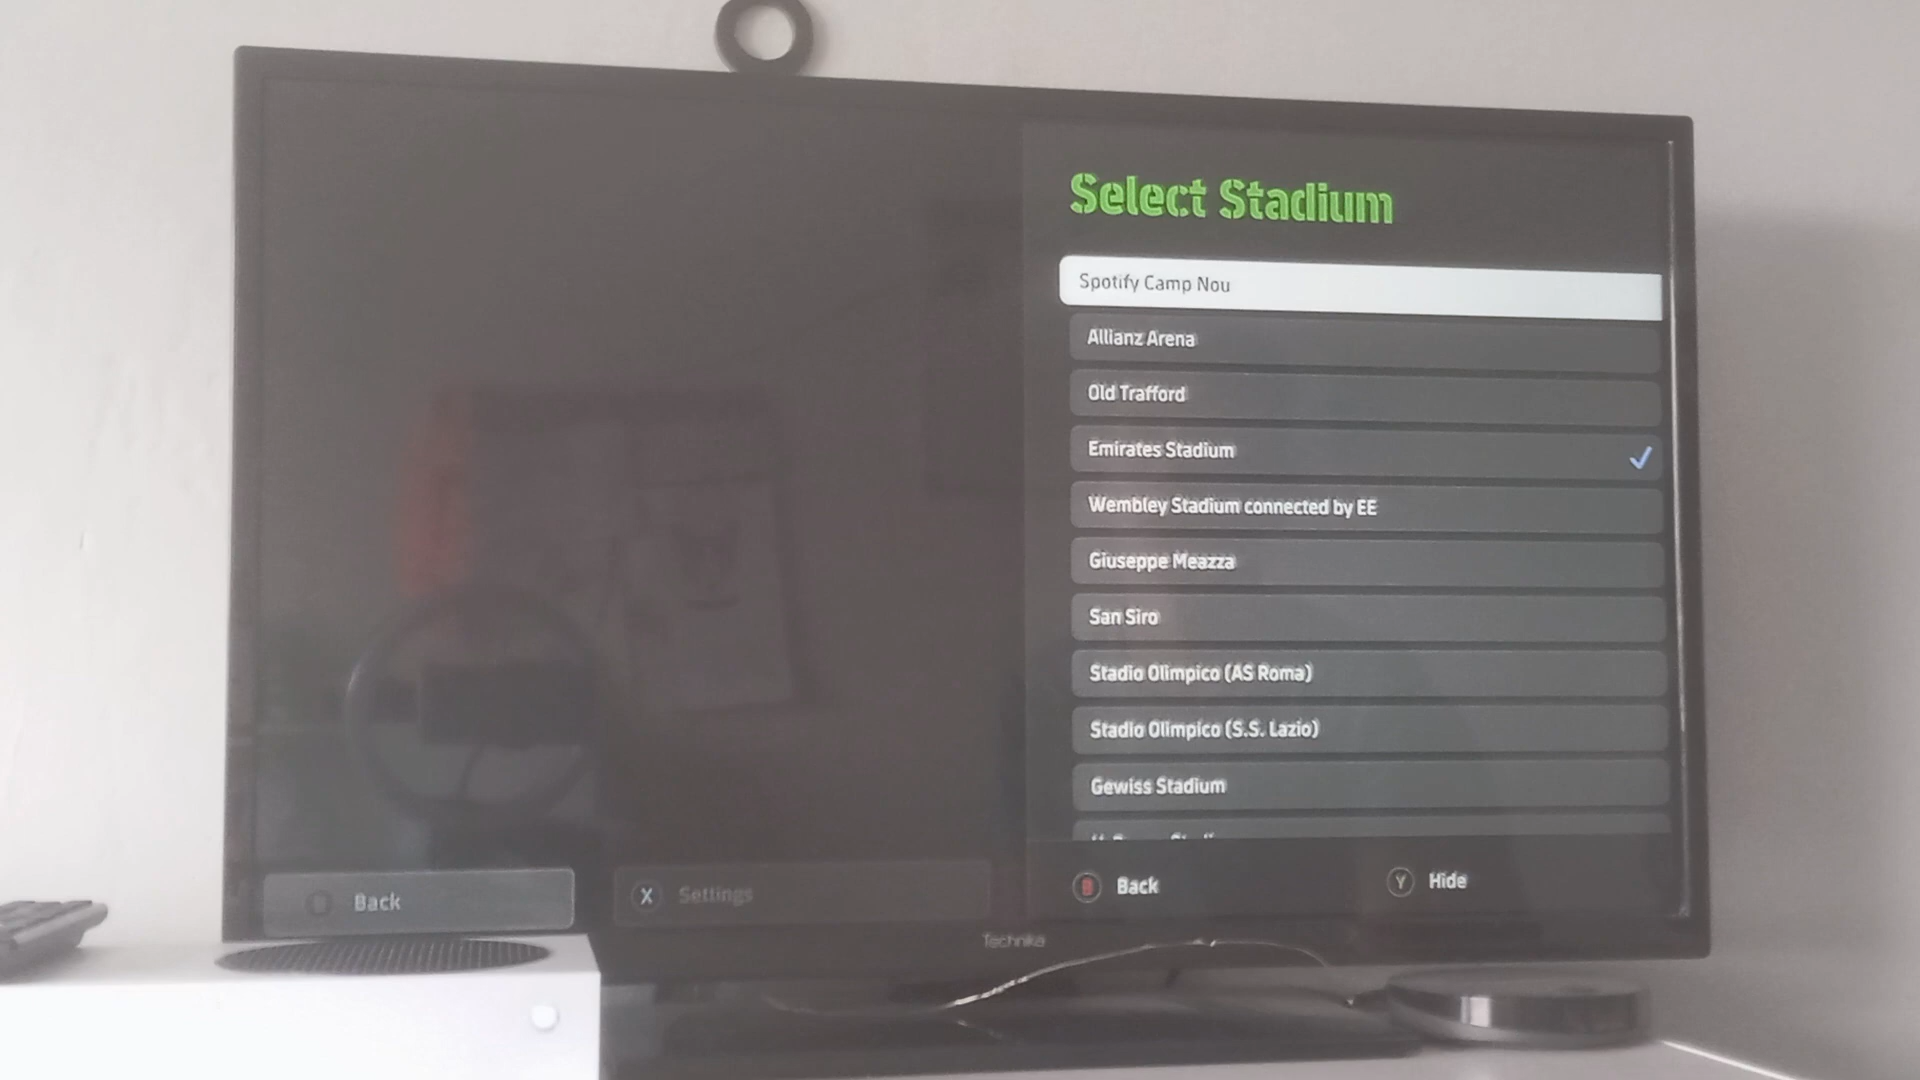 Select Stadium
Spotify Camp Nou
Allianz Arena
Old Trafford
Emirates Stadium
Wembley Stadium connected by EE
Giuseppe Meazza
San Siro
Stadio Olimpico (AS Roma)
Stadio Olimpico (S.S. Lazio)
Gewiss Stadium
B Back
Y Hide
Back
X Settings
Technika